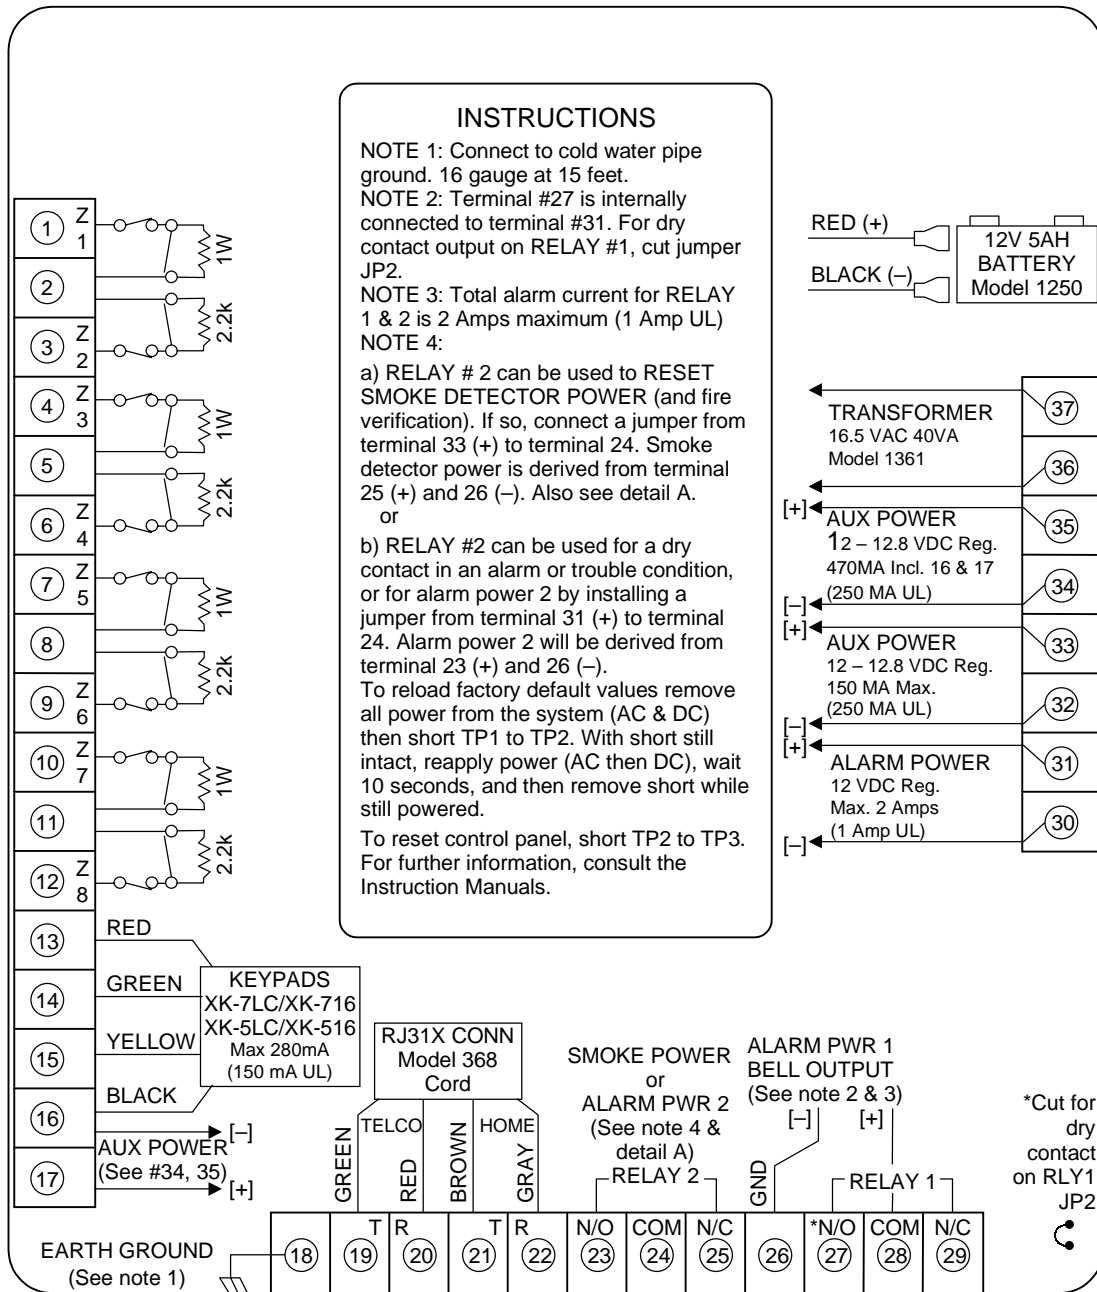 INSTRUCTIONS
NOTE 1: Connect to cold water pipe
ground. 16 gauge at 15 feet.
NOTE 2: Terminal #27 is internally
connected to terminal #31. For dry
contact output on RELAY #1, cut jumper
JP2.
NOTE 3: Total alarm current for RELAY
1 & 2 is 2 Amps maximum (1 Amp UL)
NOTE 4:
a) RELAY # 2 can be used to RESET
SMOKE DETECTOR POWER (and fire
verification). If so, connect a jumper from
terminal 33 (+) to terminal 24. Smoke
detector power is derived from terminal
25 (+) and 26 (–). Also see detail A.
or
b) RELAY #2 can be used for a dry
contact in an alarm or trouble condition,
or for alarm power 2 by installing a
jumper from terminal 31 (+) to terminal
24. Alarm power 2 will be derived from
terminal 23 (+) and 26 (–).
To reload factory default values remove
all power from the system (AC & DC)
then short TP1 to TP2. With short still
intact, reapply power (AC then DC), wait
10 seconds, and then remove short while
still powered.
To reset control panel, short TP2 to TP3.
For further information, consult the
Instruction Manuals.
1 Z 1
1W
2
2.2k
3 Z 2
4 Z 3
1W
5
2.2k
6 Z 4
7 Z 5
1W
8
2.2k
9 Z 6
10 Z 7
1W
11
2.2k
12 Z 8
13 RED
14 GREEN
15 YELLOW
16 BLACK
17
KEYPADS
XK-7LC/XK-716
XK-5LC/XK-516
Max 280mA
(150 mA UL)
[–]
AUX POWER
(See #34, 35)
[+]
RED (+)
BLACK (–)
12V 5AH
BATTERY
Model 1250
37
TRANSFORMER
16.5 VAC 40VA
Model 1361
36
[+]
AUX POWER
12 – 12.8 VDC Reg.
470MA Incl. 16 & 17
(250 MA UL)
[–]
35
34
[+]
AUX POWER
12 – 12.8 VDC Reg.
150 MA Max.
(250 MA UL)
[–]
33
32
[+]
ALARM POWER
12 VDC Reg.
Max. 2 Amps
(1 Amp UL)
[–]
31
30
RJ31X CONN
Model 368
Cord
TELCO
HOME
GREEN
RED
BROWN
GRAY
SMOKE POWER
or
ALARM PWR 2
(See note 4 &
detail A)
RELAY 2
ALARM PWR 1
BELL OUTPUT
(See note 2 & 3)
[–] [+]
GND
RELAY 1
*Cut for
dry
contact
on RLY1
JP2
EARTH GROUND
(See note 1)
T R T R N/O COM N/C *N/O COM N/C
18 19 20 21 22 23 24 25 26 27 28 29